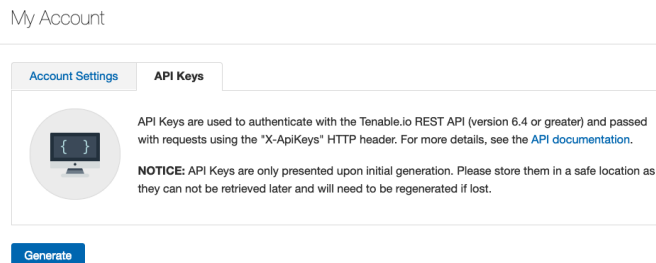 My Account
Account Settings
API Keys
{ }
API Keys are used to authenticate with the Tenable.io REST API (version 6.4 or greater) and passed
with requests using the "X-ApiKeys" HTTP header. For more details, see the API documentation.
NOTICE: API Keys are only presented upon initial generation. Please store them in a safe location as
they can not be retrieved later and will need to be regenerated if lost.
Generate